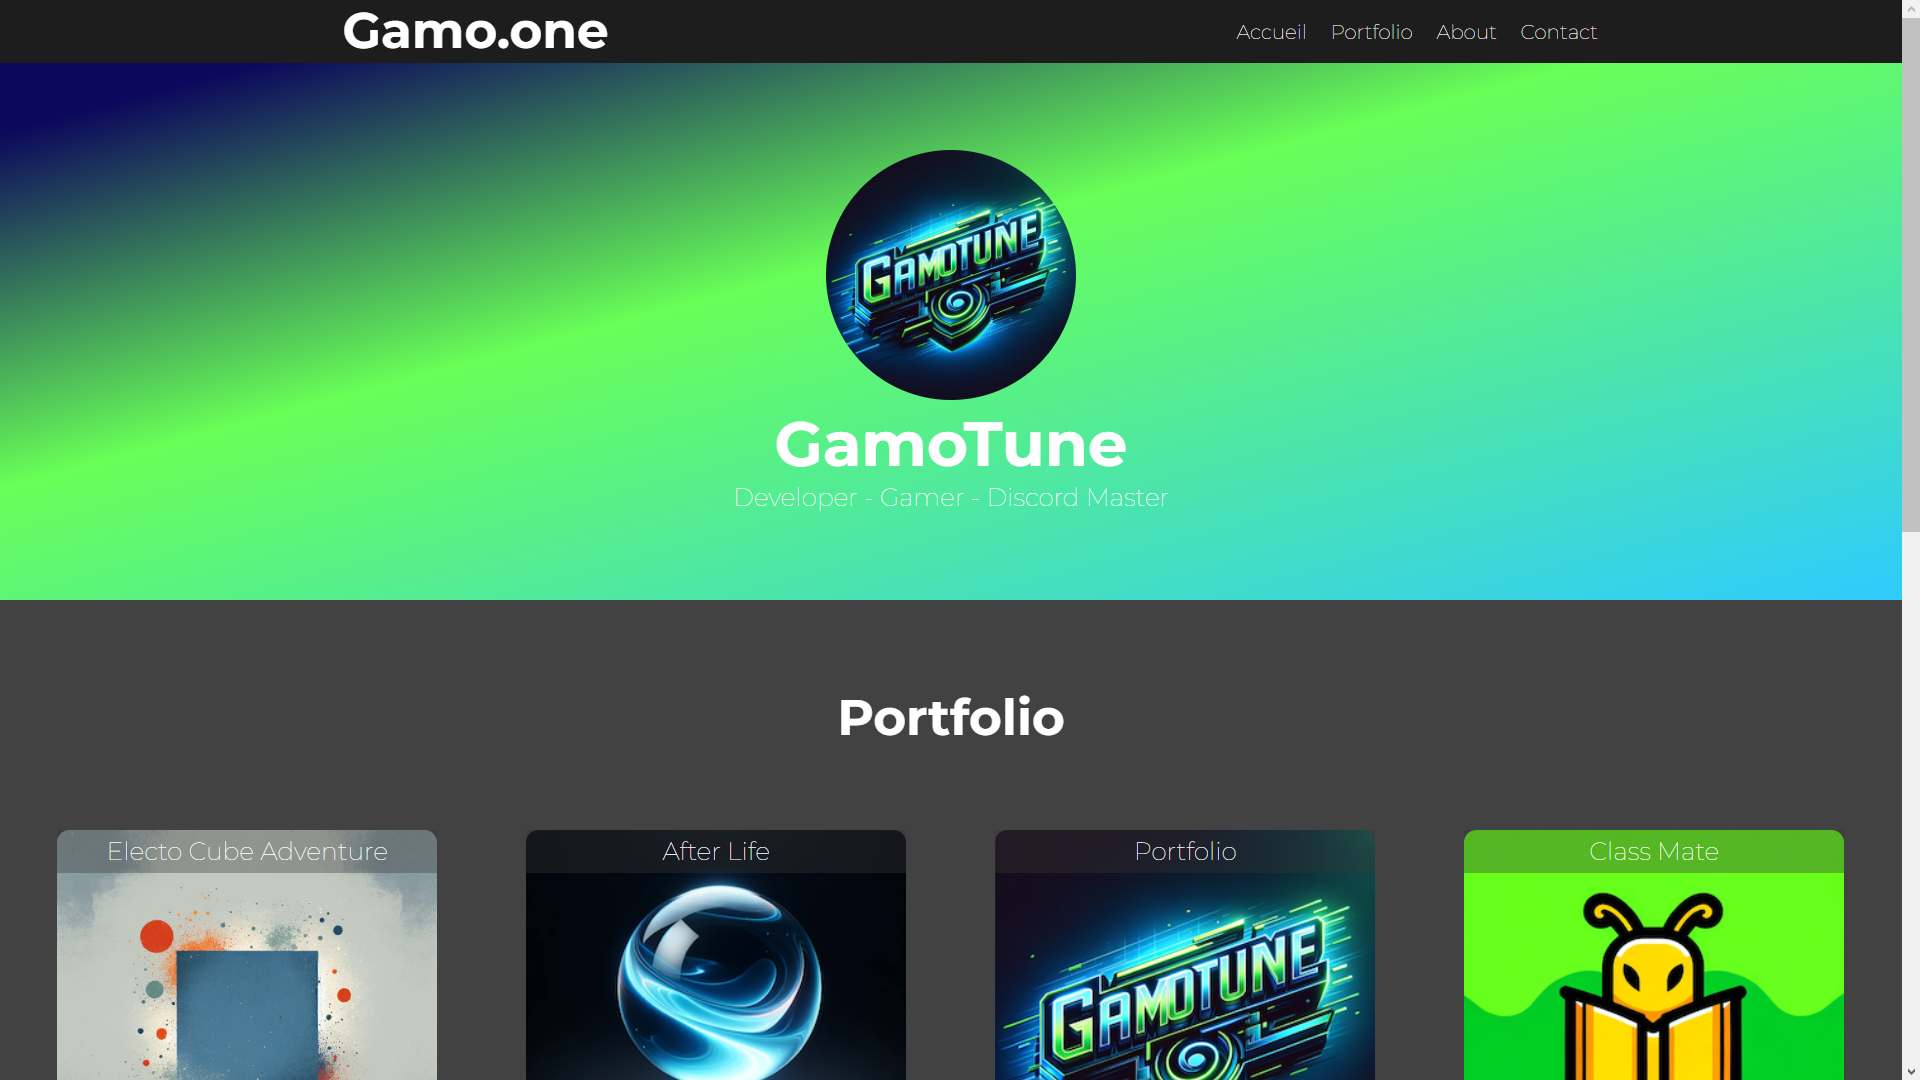 Gamo.one
Accueil Portfolio About Contact
GAMOTUNE
GamoTune
Developer - Gamer - Discord Master
Portfolio
Electo Cube Adventure
After Life
Portfolio
Class Mate
GAMOTUNE